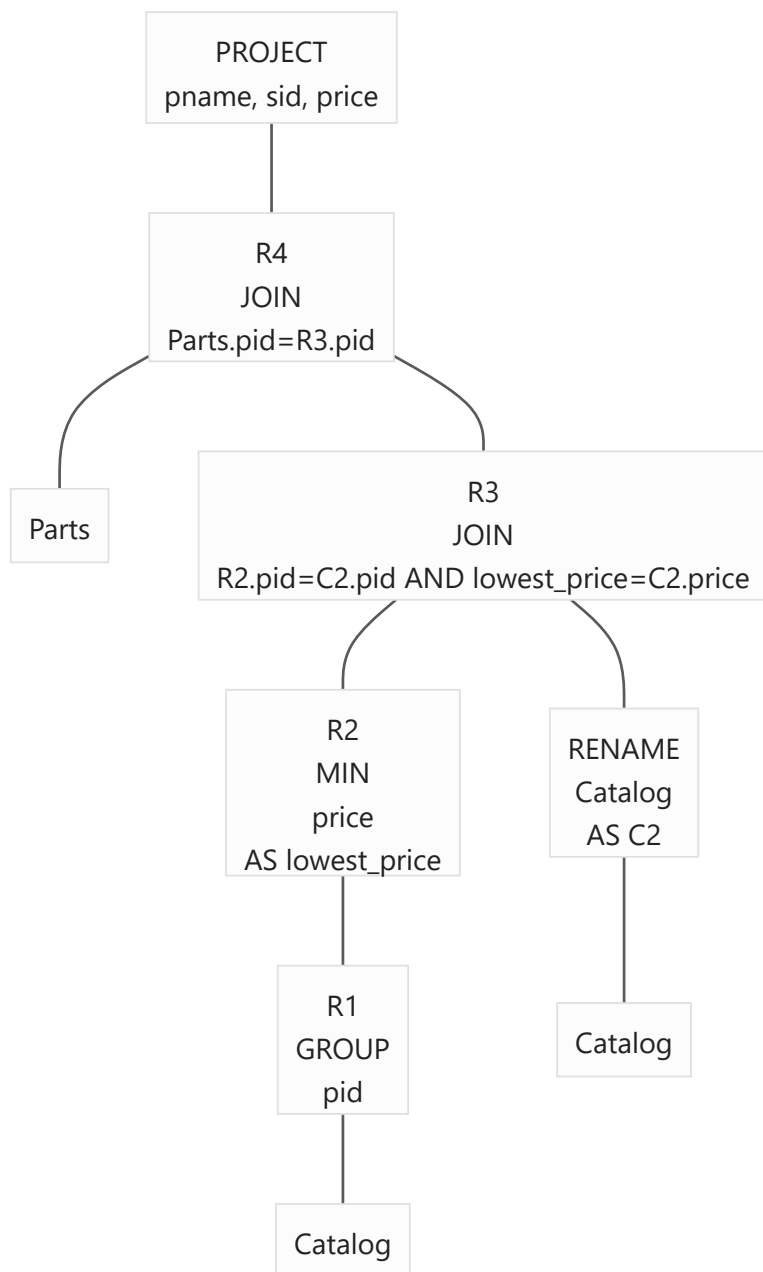 PROJECT
pname, sid, price
R4
JOIN
Parts.pid=R3.pid
Parts
R3
JOIN
R2.pid=C2.pid AND lowest_price=C2.price
R2
MIN
price
AS lowest_price
RENAME
Catalog
AS C2
R1
GROUP
pid
Catalog
Catalog